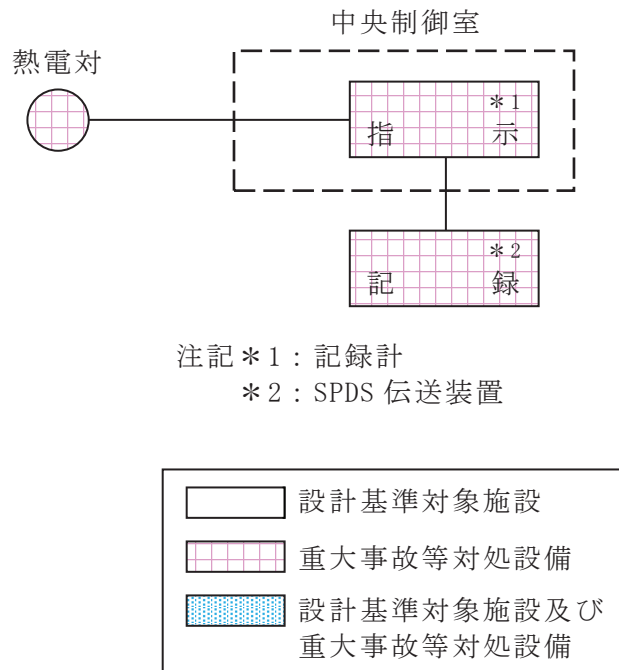 中央制御室
熱電対
*1
指 示
*2
記 録
注記*1：記録計
*2：SPDS 伝送装置
設計基準対象施設
重大事故等対処設備
設計基準対象施設及び
重大事故等対処設備